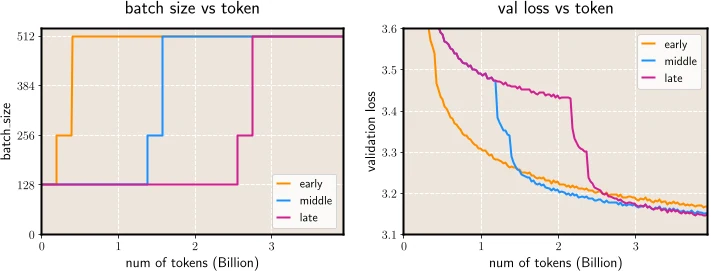 batch size vs token
512
384
256
128
0
batch.size
0 1 2 3
num of tokens (Billion)
early
middle
late
val loss vs token
3.6
3.5
3.4
3.3
3.2
3.1
validation loss
0 1 2 3
num of tokens (Billion)
early
middle
late